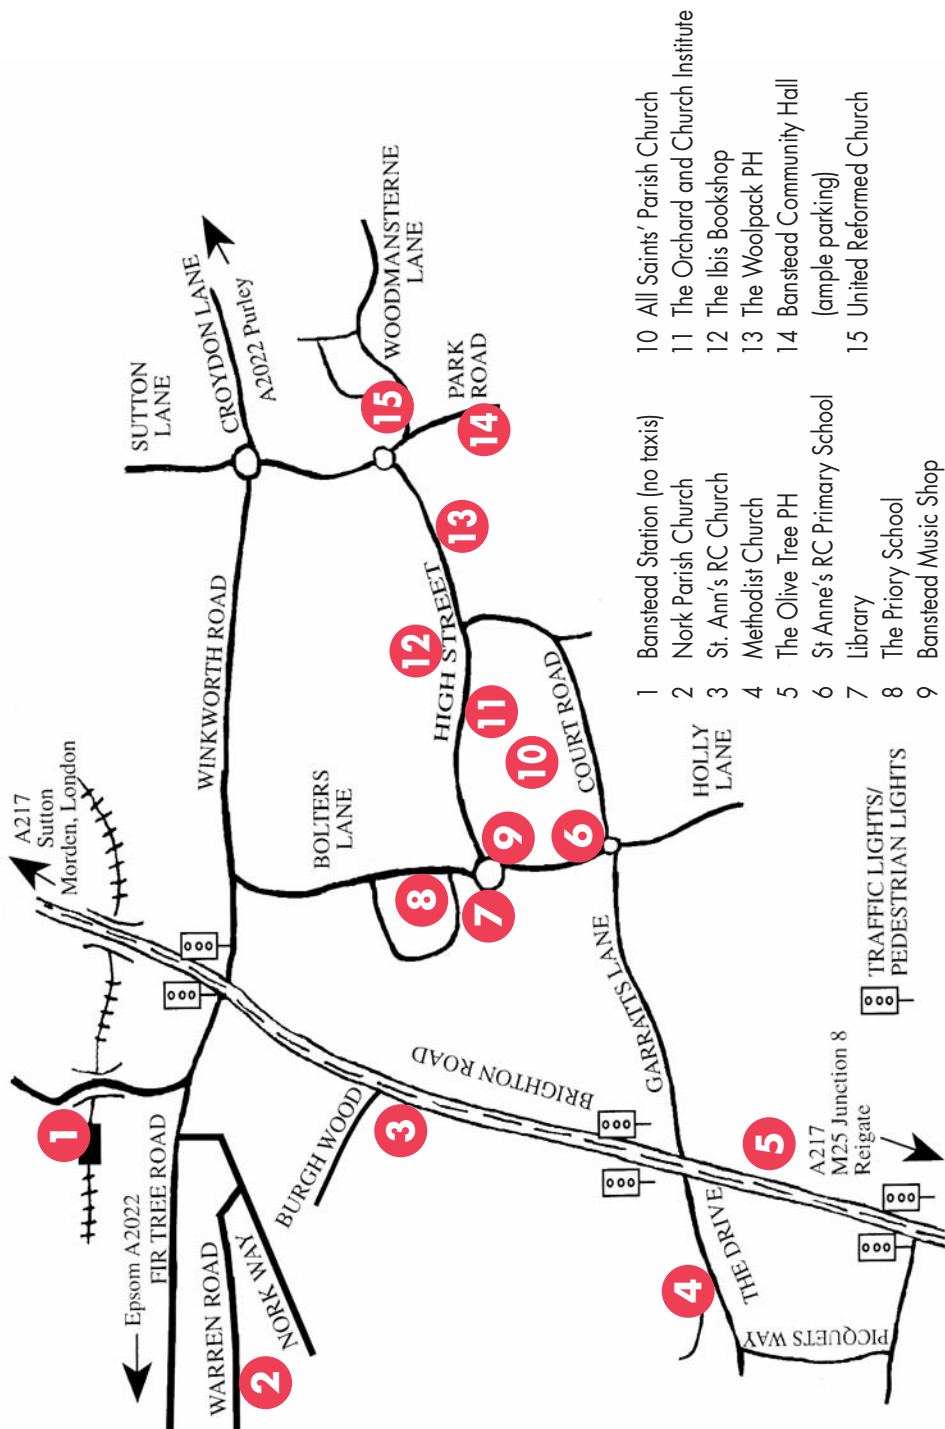 A217
Sutton
Morden, London
SUTTON
LANE
CROYDON LANE
A2022 Purley
WINKWORTH ROAD
1
Epsom A2022
FIR TREE ROAD
WARREN ROAD
NORK WAY
2
BURGH WOOD
3
BRIGHTON ROAD
BOLTERS
LANE
8
7
9
HIGH STREET
12
11
10
13
15
WOODMANSTERNE
LANE
PARK
ROAD
14
COURT ROAD
6
HOLLY
LANE
GARRATTS LANE
4
THE DRIVE
5
PICQUETS WAY
A217
M25 Junction 8
Reigate
TRAFFIC LIGHTS/
PEDESTRIAN LIGHTS
1 Banstead Station (no taxis)
2 Nork Parish Church
3 St. Ann's RC Church
4 Methodist Church
5 The Olive Tree PH
6 St Anne's RC Primary School
7 Library
8 The Priory School
9 Banstead Music Shop
10 All Saints' Parish Church
11 The Orchard and Church Institute
12 The Ibis Bookshop
13 The Woolpack PH
14 Banstead Community Hall
(ample parking)
15 United Reformed Church